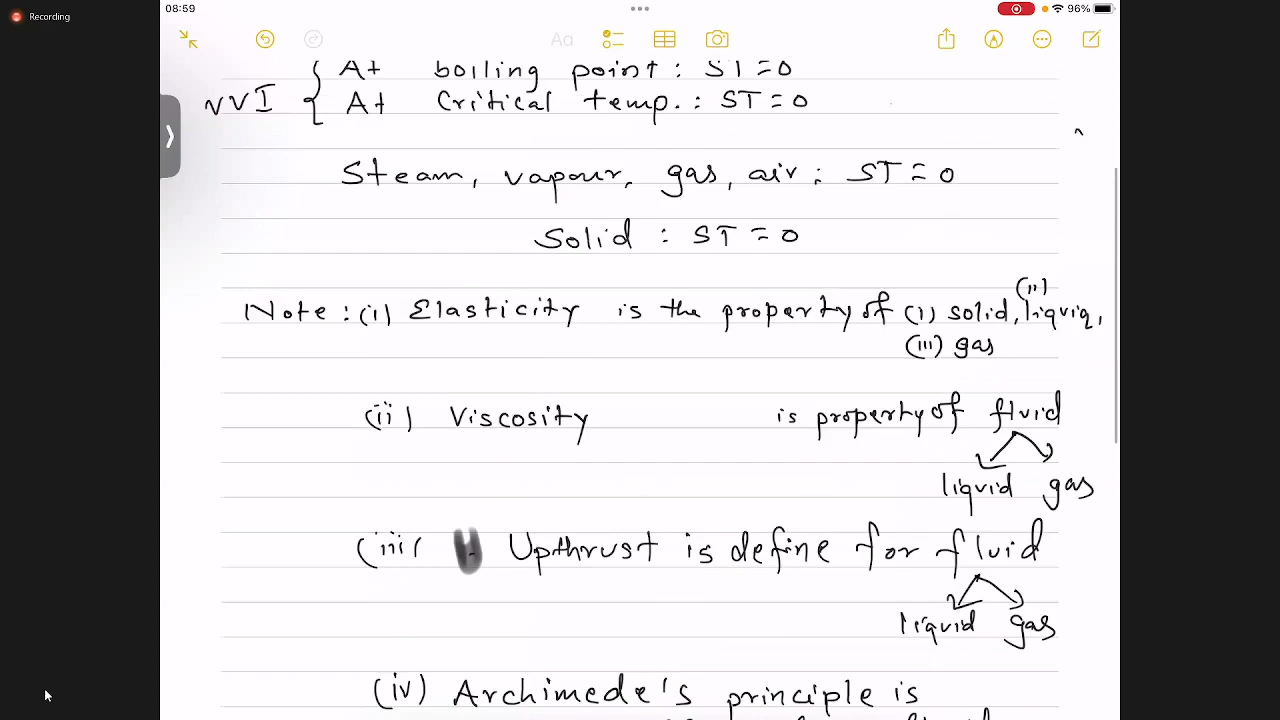 08:59
96%
Recording
Aa
At boiling point : ST = 0
VVI { At Critical temp. : ST = 0
Steam, vapour, gas, air : ST = 0
Solid : ST = 0
Note : (i) Elasticity is the property of (i) solid, (ii) liquiq,
(iii) gas
(ii) Viscosity is property of fluid
liquid gas
(iii( Upthrust is define for fluid
liquid gas
(iv) Archimede's principle is